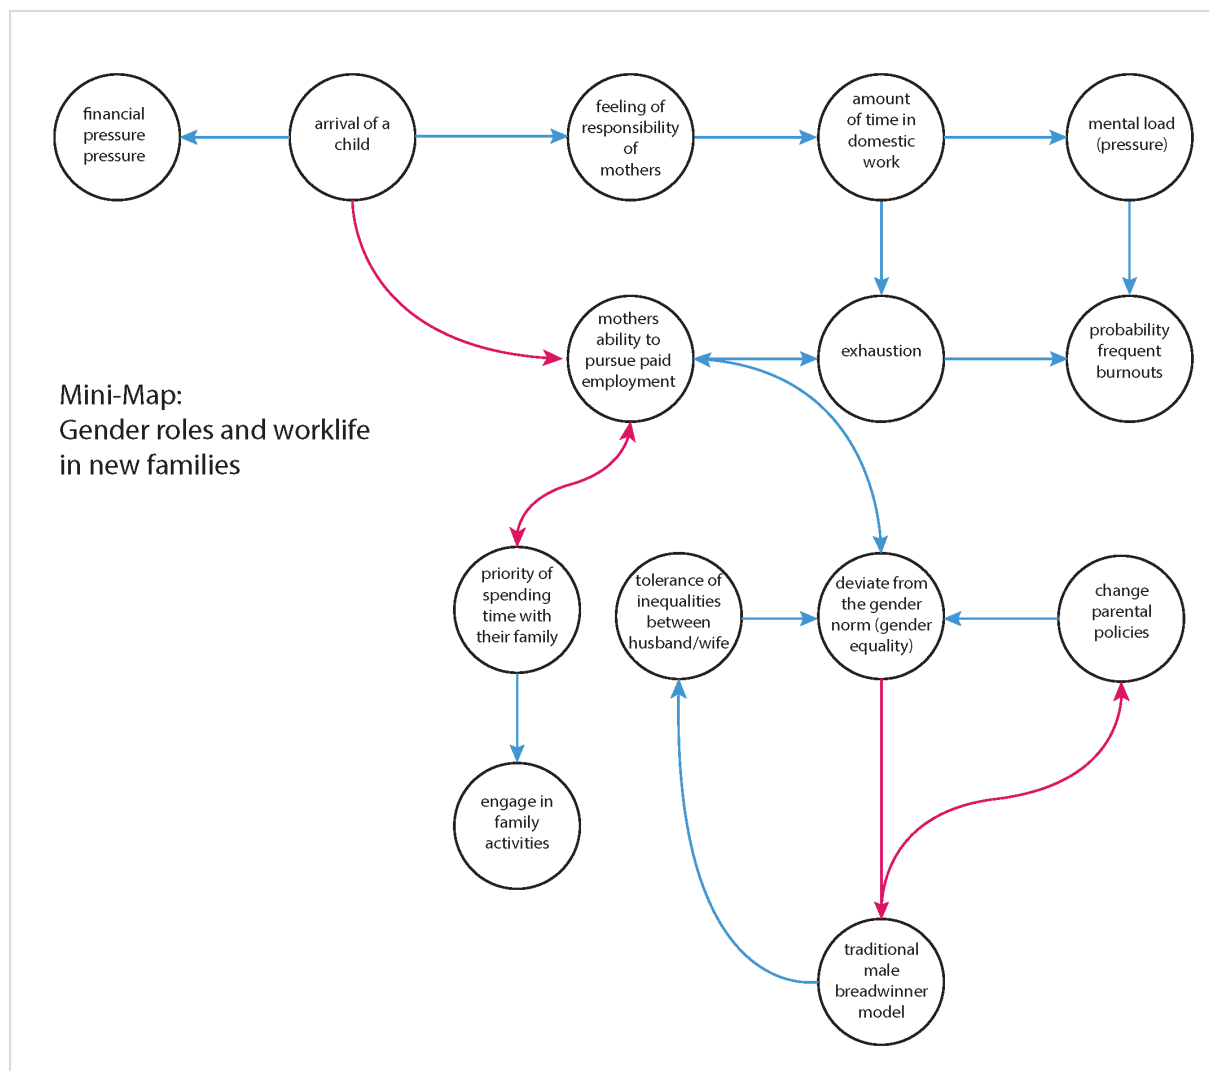 financial
pressure
pressure
arrival of a
child
feeling of
responsibility
of
mothers
amount
of time in
domestic
work
mental load
(pressure)
mothers
ability to
pursue paid
employment
exhaustion
probability
frequent
burnouts
Mini-Map:
Gender roles and worklife
in new families
priority of
spending
time with
their family
tolerance of
inequalities
between
husband/wife
deviate from
the gender
norm (gender
equality)
change
parental
policies
engage in
family
activities
traditional
male
breadwinner
model